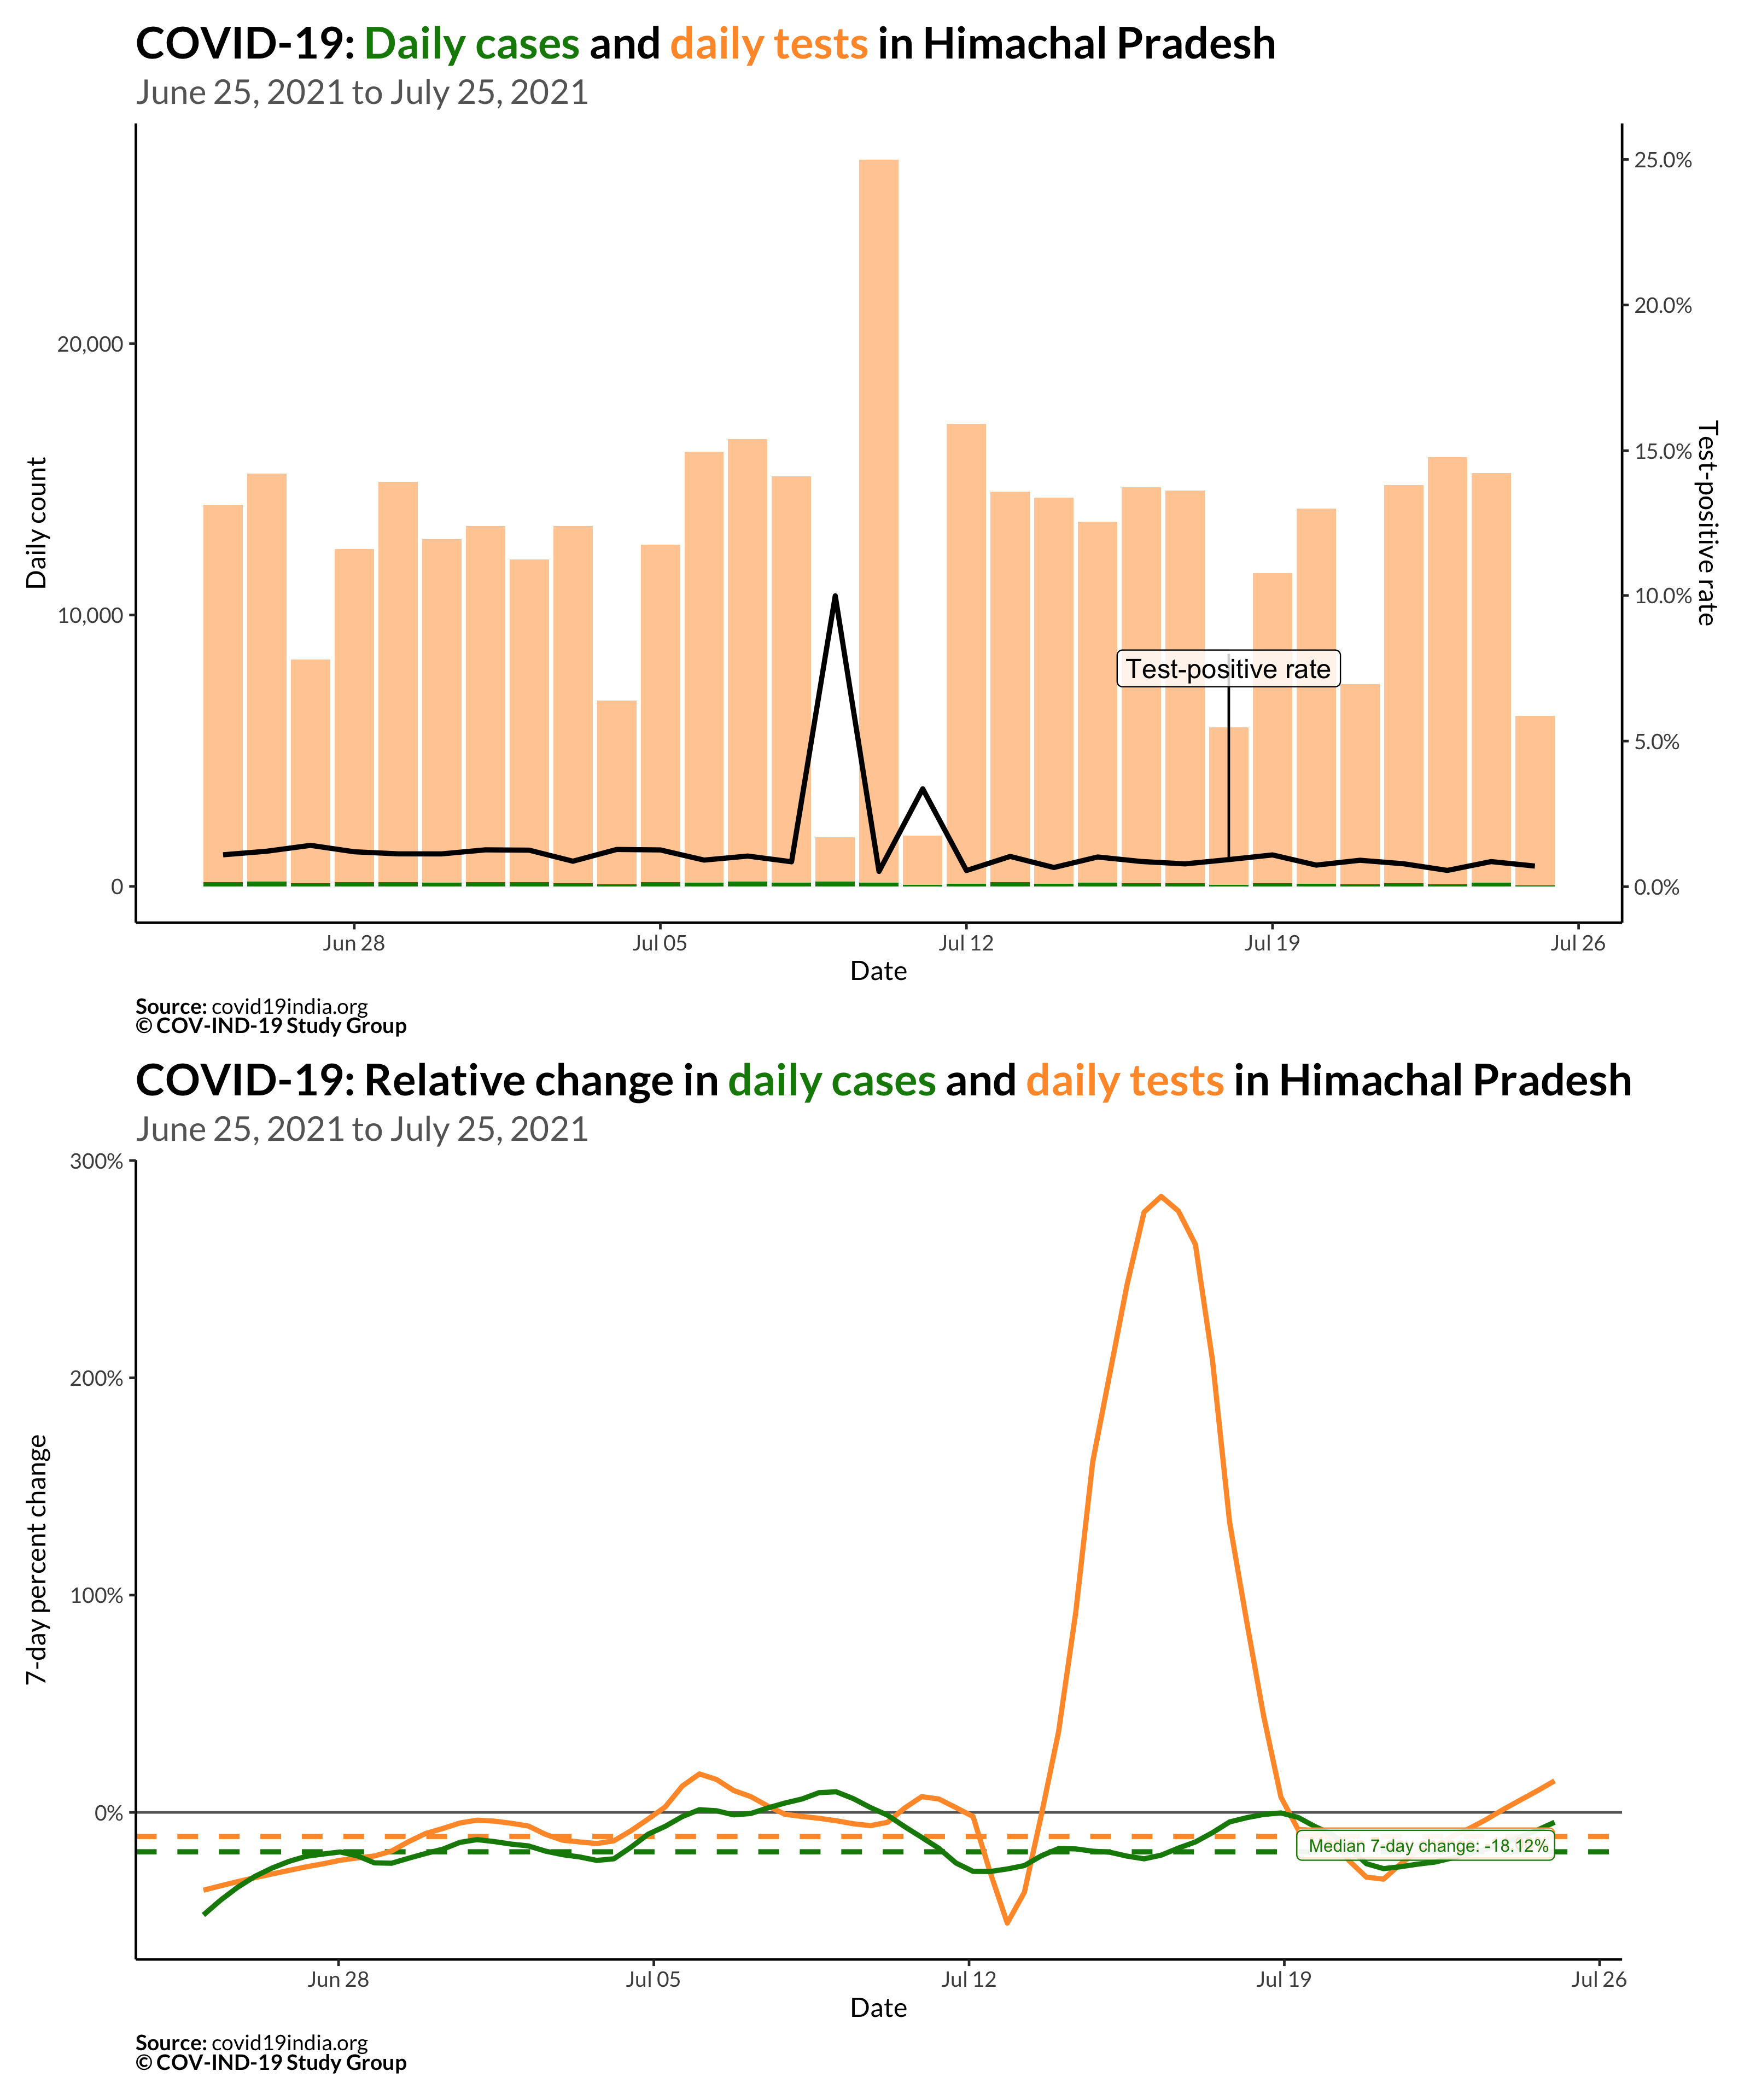 COVID-19: Daily cases and daily tests in Himachal Pradesh
June 25, 2021 to July 25, 2021
Daily count
20,000
10,000
0
25.0%
20.0%
15.0%
10.0%
5.0%
0.0%
Test-positive rate
Test-positive rate
Jun 28
Jul 05
Jul 12
Jul 19
Jul 26
Date
Source: covid19india.org
© COV-IND-19 Study Group
COVID-19: Relative change in daily cases and daily tests in Himachal Pradesh
June 25, 2021 to July 25, 2021
7-day percent change
300%
200%
100%
0%
Median 7-day change: -18.12%
Jun 28
Jul 05
Jul 12
Jul 19
Jul 26
Date
Source: covid19india.org
© COV-IND-19 Study Group